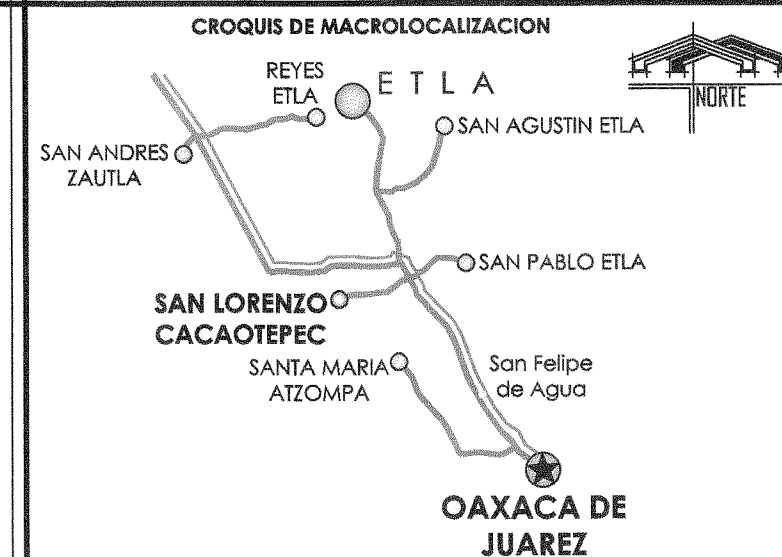 CROQUIS DE MACROLOCALIZACION
NORTE
REYES
ETLA
E T L A
SAN AGUSTIN ETLA
SAN ANDRES
ZAUTLA
SAN PABLO ETLA
SAN LORENZO
CACAOTEPEC
SANTA MARIA
ATZOMPA
San Felipe
de Agua
OAXACA DE
JUAREZ